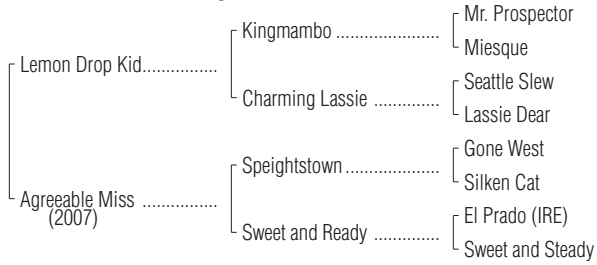 Mr. Prospector
Kingmambo ..................
Miesque
Lemon Drop Kid...............
Seattle Slew
Charming Lassie ..............
Lassie Dear
Gone West
Speightstown...................
Silken Cat
Agreeable Miss ...............
(2007)
El Prado (IRE)
Sweet and Ready ..............
Sweet and Steady